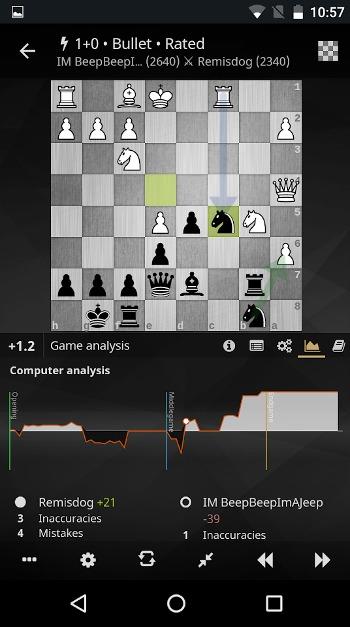 10:57
1+0 • Bullet • Rated
IM BeepBeepI... (2640) ⚔ Remisdog (2340)
1
2
3
4
5
6
7
h g e d c b a 8
+1.2 Game analysis
Computer analysis
Opening
Middlegame
Endgame
Remisdog +21
3 Inaccuracies
4 Mistakes
IM BeepBeepImAJeep
-39
1 Inaccuracies